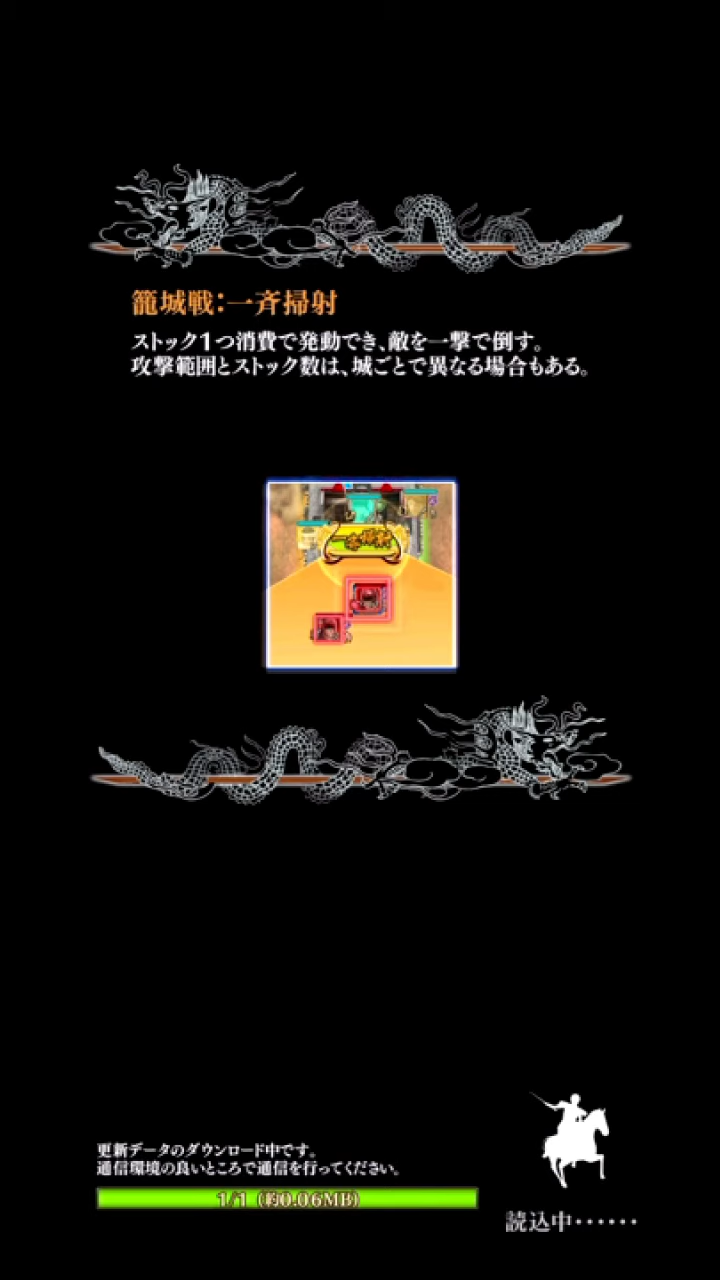 籠城戦：一斉掃射
ストック1つ消費で発動でき、敵を一撃で倒す。
攻撃範囲とストック数は、城ごとで異なる場合もある。
一斉掃射
更新データのダウンロード中です。
通信環境の良いところで通信を行ってください。
1/1 (約0.06MB)
読込中‥‥‥